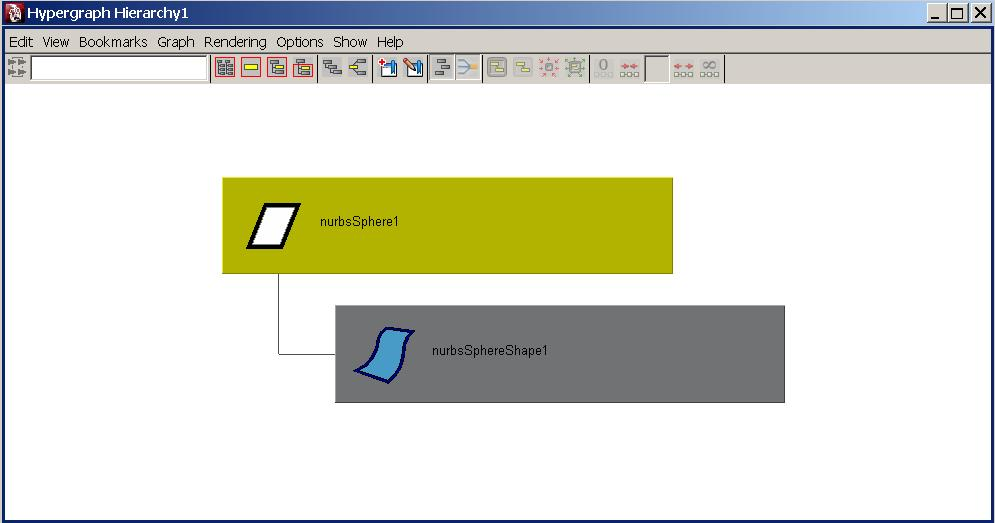 Hypergraph Hierarchy1
Edit View Bookmarks Graph Rendering Options Show Help
0 ∞
nurbsSphere1
nurbsSphereShape1